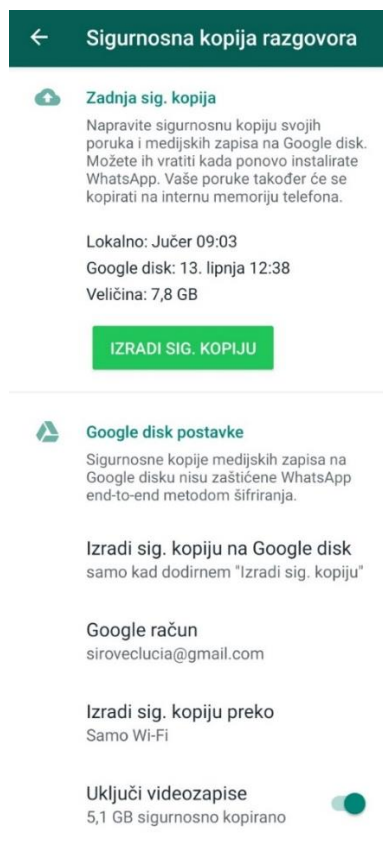 Sigurnosna kopija razgovora
Zadnja sig. kopija
Napravite sigurnosnu kopiju svojih
poruka i medijskih zapisa na Google disk.
Možete ih vratiti kada ponovo instalirate
WhatsApp. Vaše poruke također će se
kopirati na internu memoriju telefona.
Lokalno: Jučer 09:03
Google disk: 13. lipnja 12:38
Veličina: 7,8 GB
IZRADI SIG. KOPIJU
Google disk postavke
Sigurnosne kopije medijskih zapisa na
Google disku nisu zaštićene WhatsApp
end-to-end metodom šifriranja.
Izradi sig. kopiju na Google disk
samo kad dodirnem "Izradi sig. kopiju"
Google račun
siroveclucia@gmail.com
Izradi sig. kopiju preko
Samo Wi-Fi
Uključi videozapise
5,1 GB sigurnosno kopirano